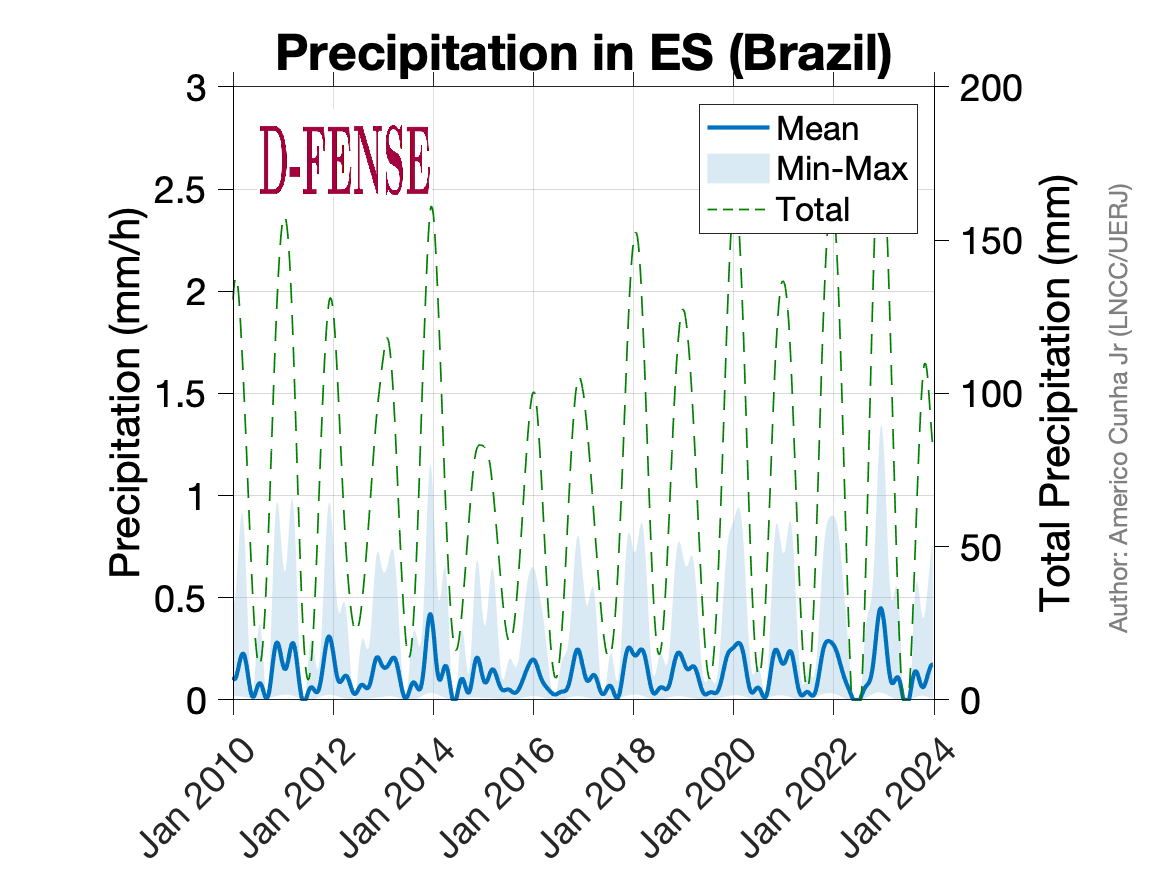 Precipitation in ES (Brazil)
D-FENSE
Mean
Min-Max
Total
Precipitation (mm/h)
3
2.5
2
1.5
1
0.5
0
200
150
100
50
0
Total Precipitation (mm)
Author: Americo Cunha Jr (LNCC/UERJ)
Jan 2010
Jan 2012
Jan 2014
Jan 2016
Jan 2018
Jan 2020
Jan 2022
Jan 2024